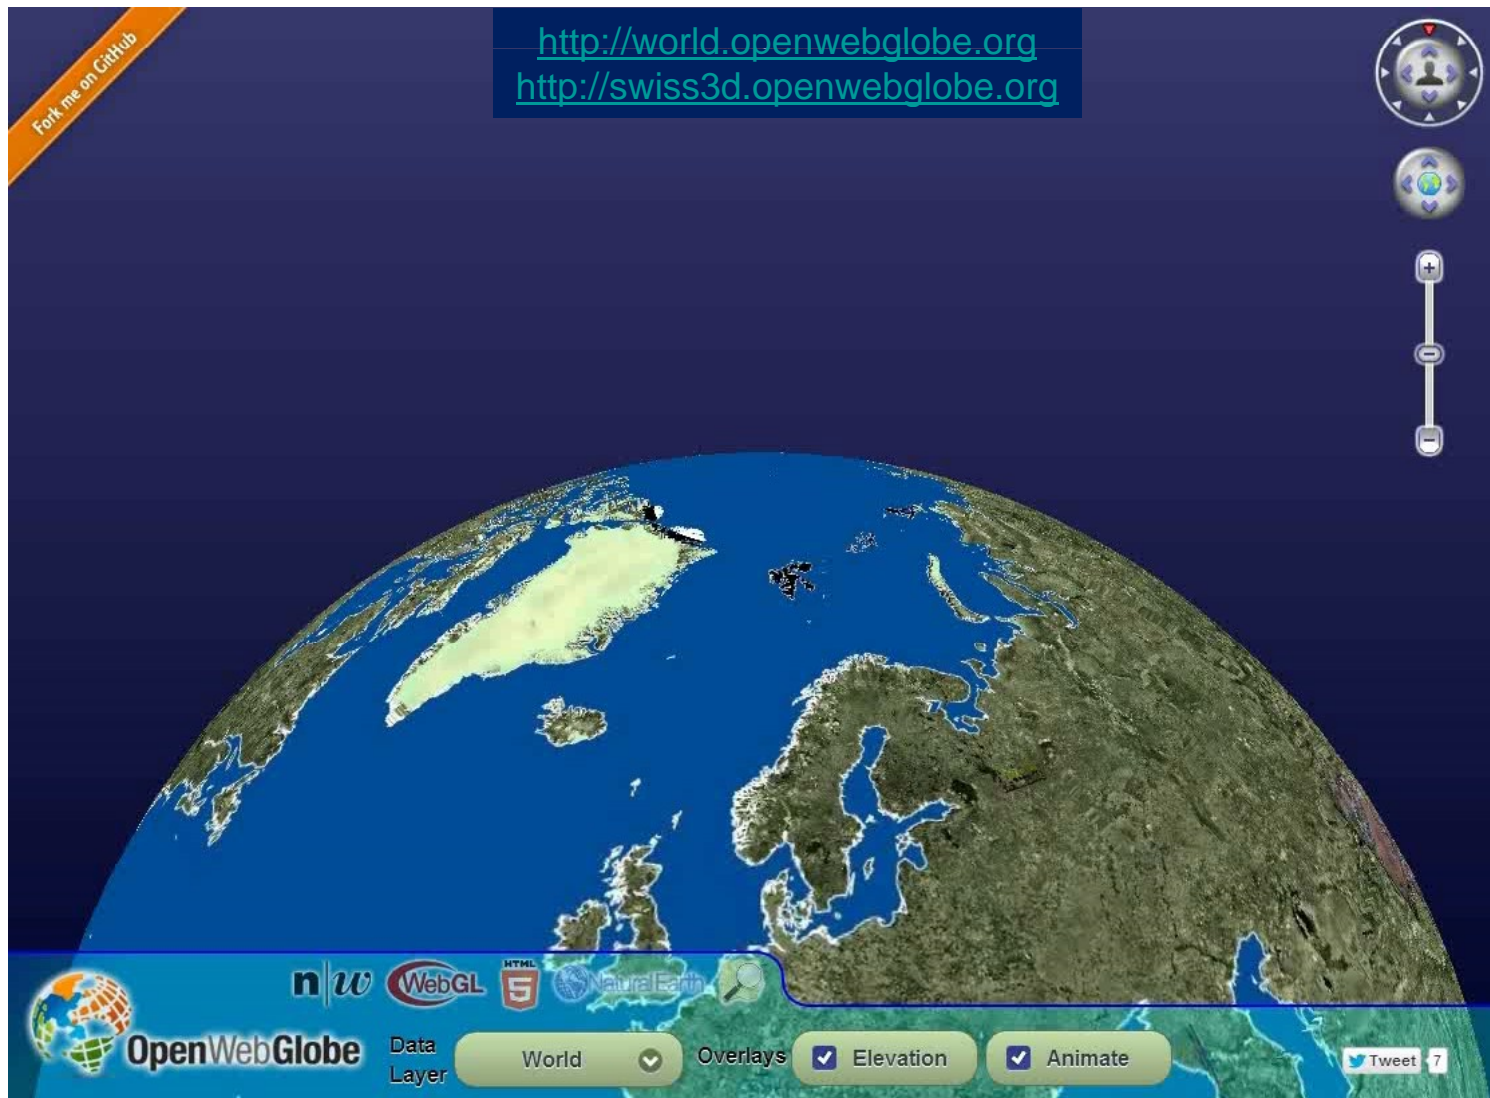 http://world.openwebglobe.org
http://swiss3d.openwebglobe.org
Fork me on GitHub
n|w WebGL HTML 5 Natural Earth
OpenWebGlobe
Data Layer World Overlays Elevation Animate
Tweet 7